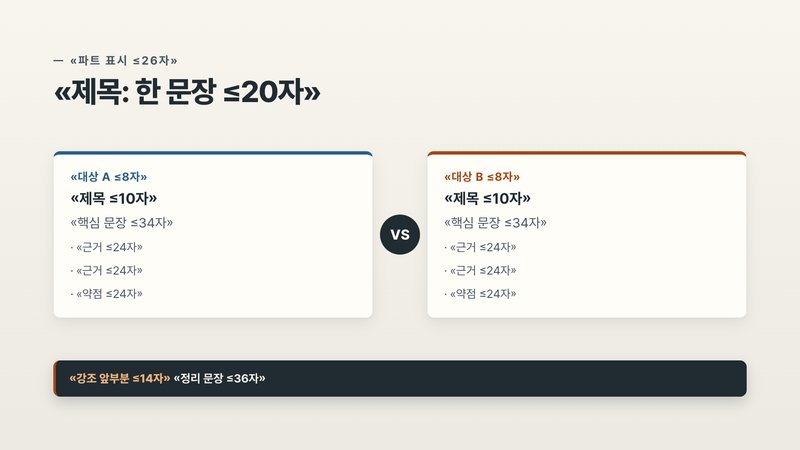 — «파트 표시 ≤26자»
«제목: 한 문장 ≤20자»
«대상 A ≤8자»
«제목 ≤10자»
«핵심 문장 ≤34자»
· «근거 ≤24자»
· «근거 ≤24자»
· «약점 ≤24자»
VS
«대상 B ≤8자»
«제목 ≤10자»
«핵심 문장 ≤34자»
· «근거 ≤24자»
· «근거 ≤24자»
· «약점 ≤24자»
«강조 앞부분 ≤14자» «정리 문장 ≤36자»